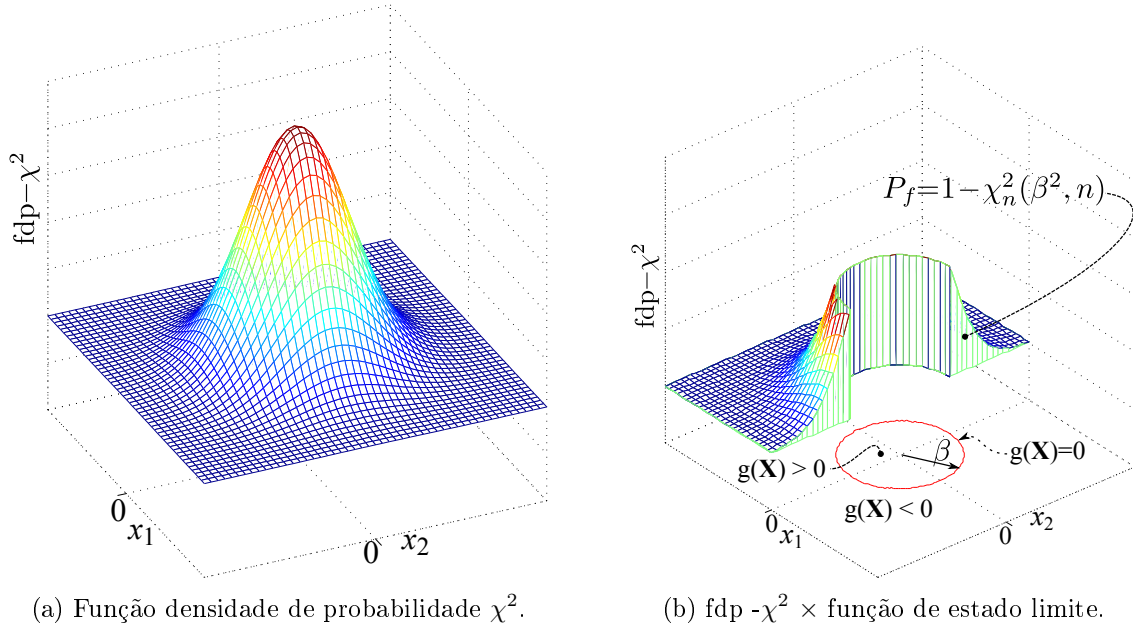 fdp−χ²
0
x₁
0
x₂
(a) Função densidade de probabilidade χ².
P_f=1−χ²ₙ(β², n)
fdp−χ²
g(X) > 0
β
g(X)=0
g(X) < 0
0
x₁
0
x₂
(b) fdp -χ² × função de estado limite.